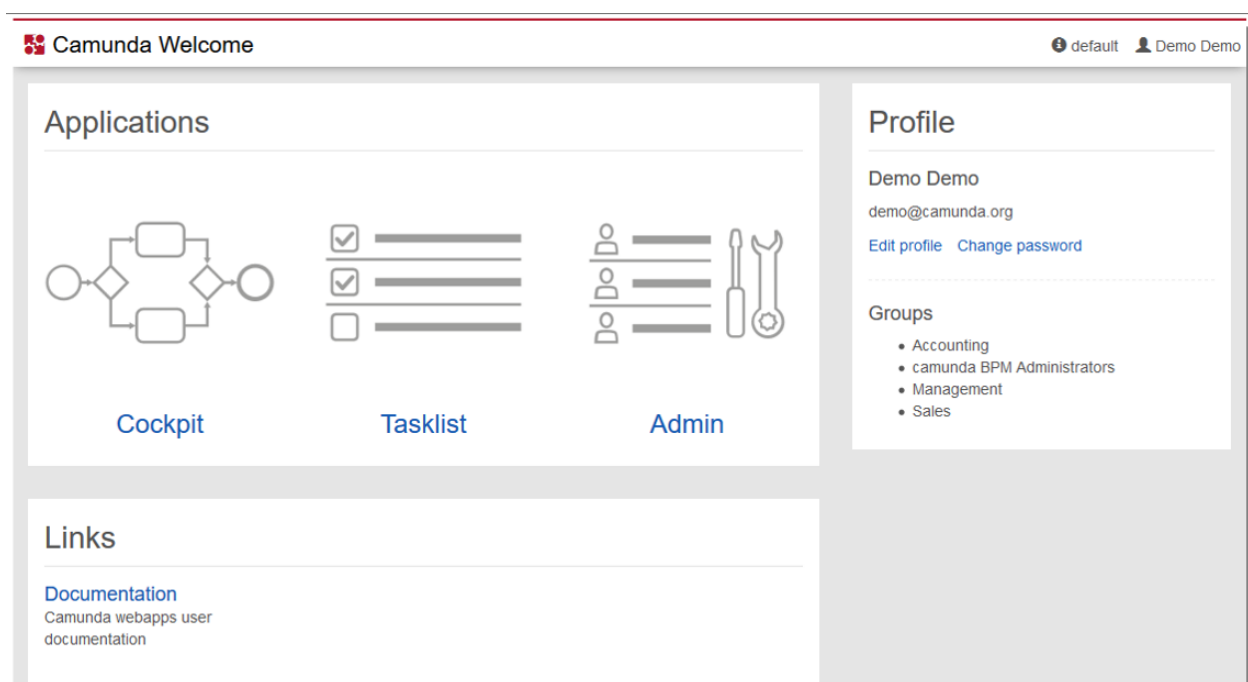 Camunda Welcome
default Demo Demo
Applications
Cockpit
Tasklist
Admin
Profile
Demo Demo
demo@camunda.org
Edit profile Change password
Groups
Accounting
camunda BPM Administrators
Management
Sales
Links
Documentation
Camunda webapps user
documentation